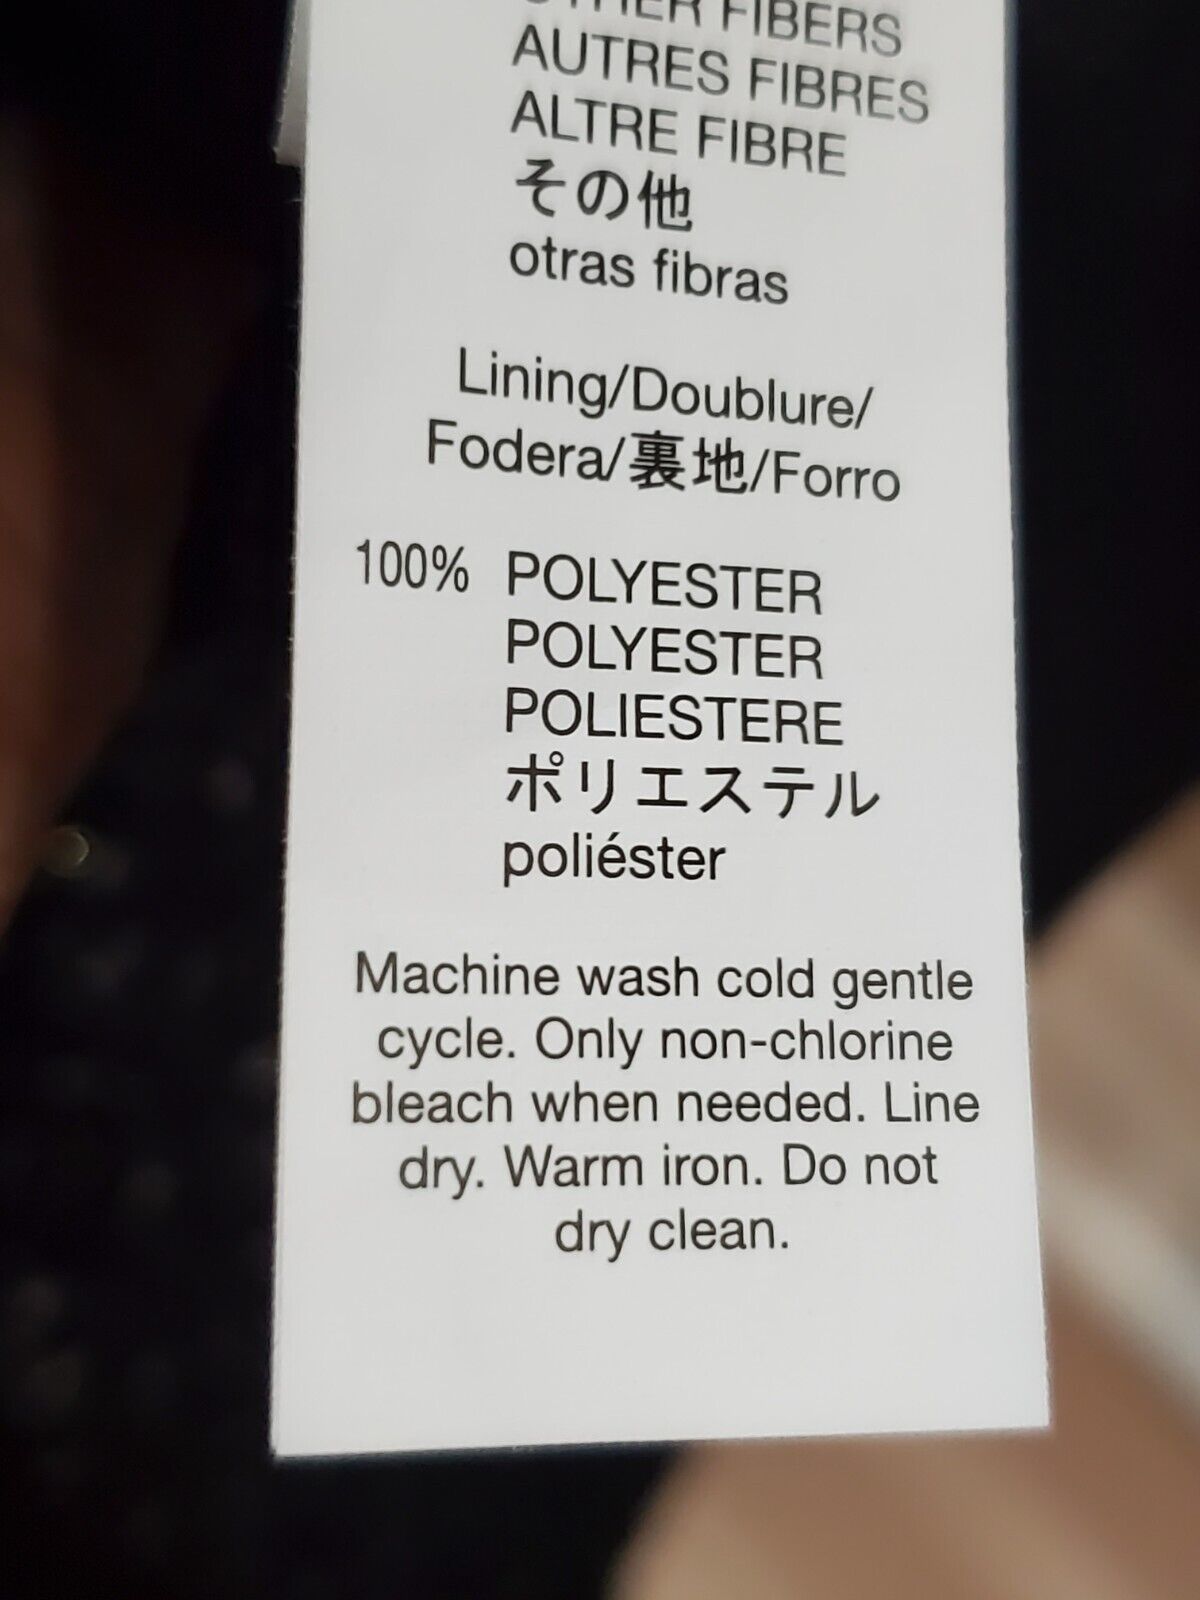 OTHER FIBERS
AUTRES FIBRES
ALTRE FIBRE
その他
otras fibras
Lining/Doublure/
Fodera/裏地/Forro
100% POLYESTER
POLYESTER
POLIESTERE
ポリエステル
poliéster
Machine wash cold gentle
cycle. Only non-chlorine
bleach when needed. Line
dry. Warm iron. Do not
dry clean.